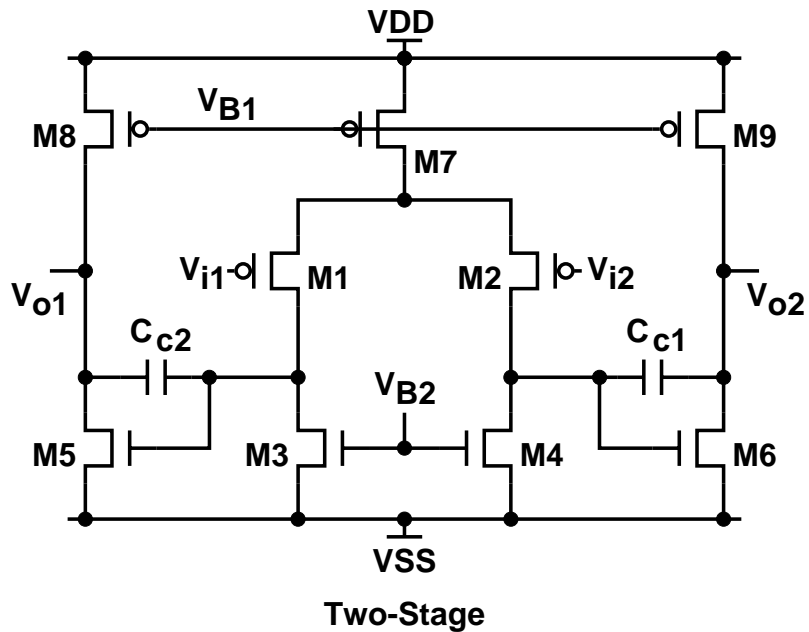 VDD
M8
VB1
M7
M9
Vi1
M1
M2
Vi2
Vo1
Vo2
Cc2
Cc1
VB2
M5
M3
M4
M6
VSS
Two-Stage